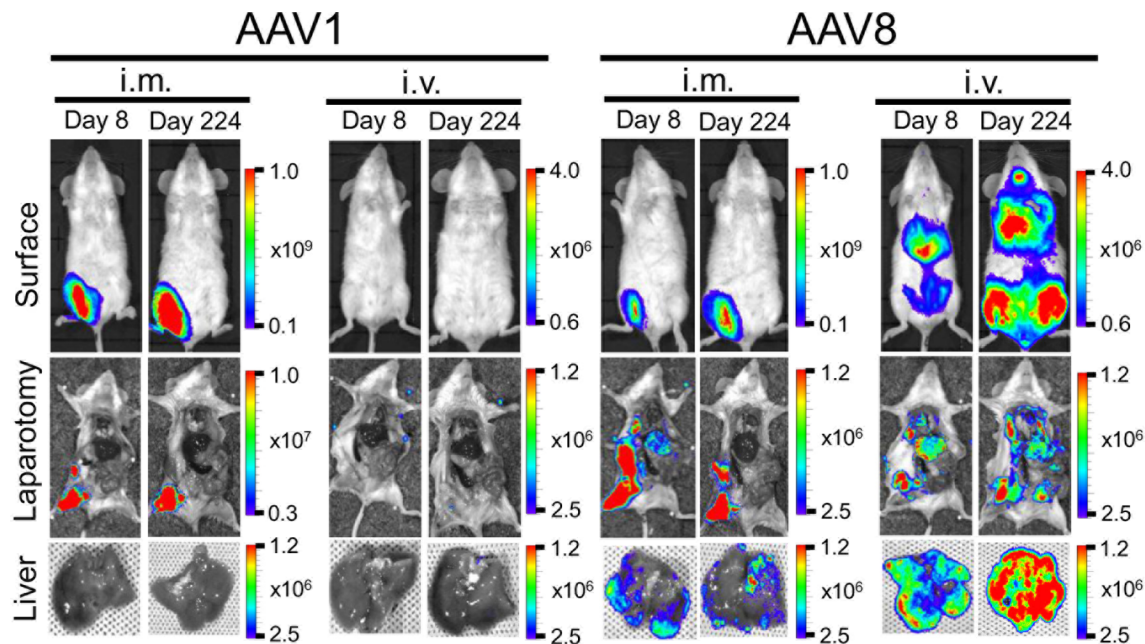 AAV1 AAV8
i.m. i.v. i.m. i.v.
Day 8 Day 224 Day 8 Day 224 Day 8 Day 224 Day 8 Day 224
Surface
1.0 4.0 1.0 4.0
x10⁹ x10⁶ x10⁹ x10⁶
0.1 0.6 0.1 0.6
Laparotomy
1.0 1.2 1.2 1.2
x10⁷ x10⁶ x10⁶ x10⁶
0.3 2.5 2.5 2.5
Liver
1.2 1.2 1.2 1.2
x10⁶ x10⁶ x10⁶ x10⁶
2.5 2.5 2.5 2.5